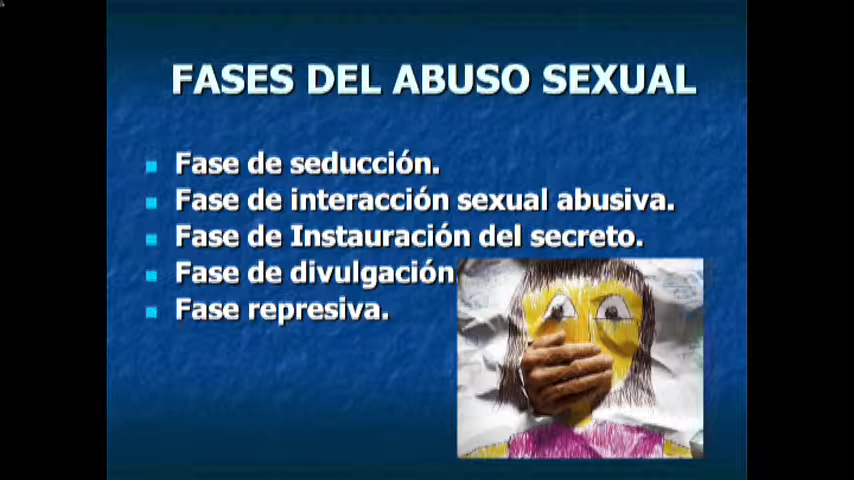 FASES DEL ABUSO SEXUAL
Fase de seducción.
Fase de interacción sexual abusiva.
Fase de Instauración del secreto.
Fase de divulgación
Fase represiva.